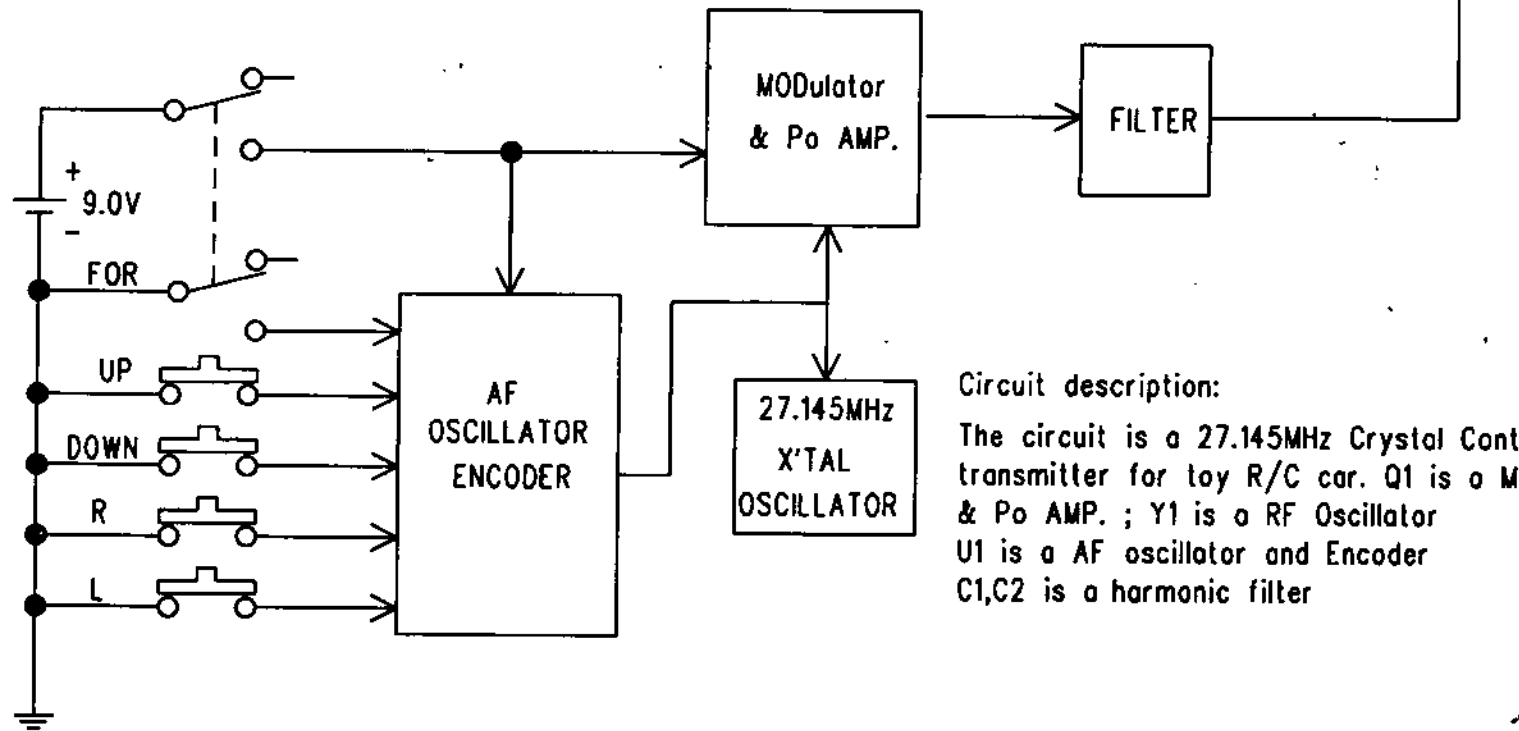 MODulator
& Po AMP.
FILTER
+
9.0V
-
FOR
UP
DOWN
R
L
AF
OSCILLATOR
ENCODER
27.145MHz
X'TAL
OSCILLATOR
Circuit description:
The circuit is a 27.145MHz Crystal Cont
transmitter for toy R/C car. Q1 is a M
& Po AMP. ; Y1 is a RF Oscillator
U1 is a AF oscillator and Encoder
C1,C2 is a harmonic filter